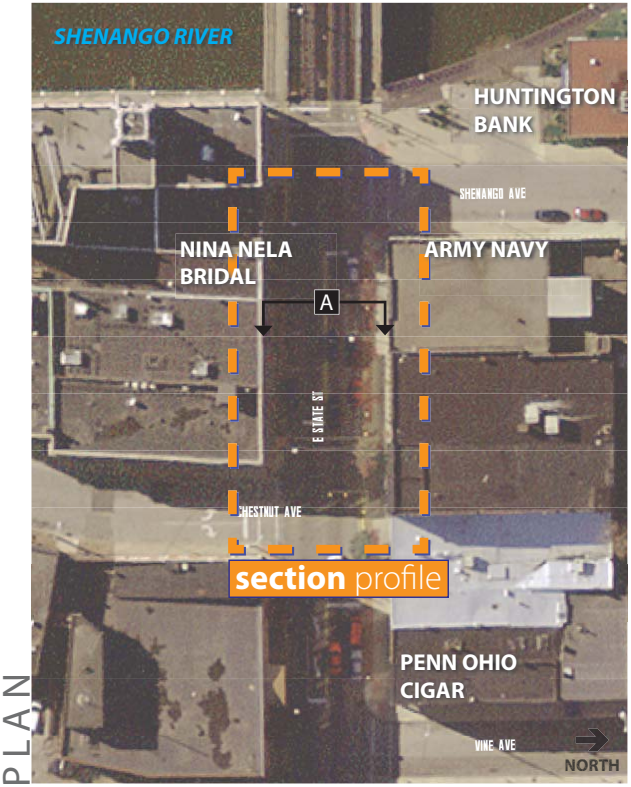 SHENANGO RIVER
HUNTINGTON
BANK
SHENANGO AVE
NINA NELA
BRIDAL
ARMY NAVY
A
E STATE ST
CHESTNUT AVE
section profile
PENN OHIO
CIGAR
VINE AVE
NORTH
PLAN